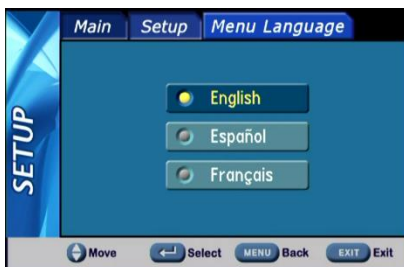 Main Setup Menu Language
SETUP
English
Español
Français
Move Select MENU Back EXIT Exit